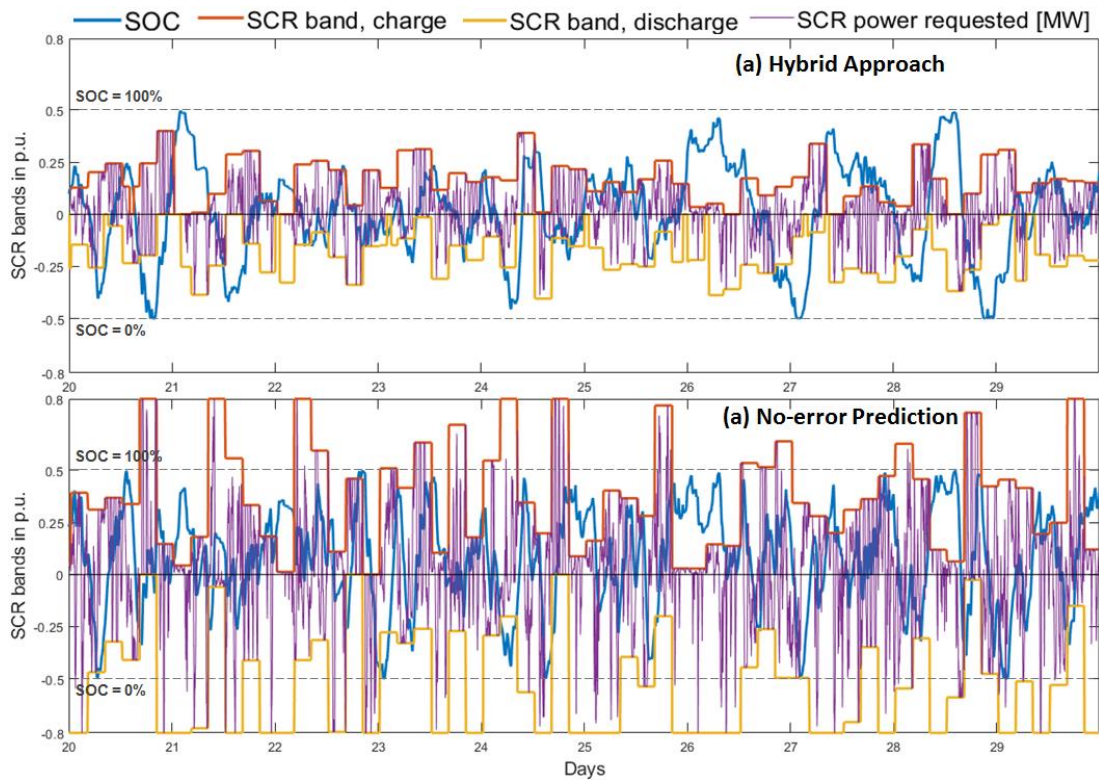 SOC SCR band, charge SCR band, discharge SCR power requested [MW]
0.8
(a) Hybrid Approach
SOC = 100%
0.5
0.25
0
-0.25
-0.5
SOC = 0%
-0.8
SCR bands in p.u.
20 21 22 23 24 25 26 27 28 29
0.8
(a) No-error Prediction
SOC = 100%
0.5
0.25
0
-0.25
-0.5
SOC = 0%
-0.8
SCR bands in p.u.
20 21 22 23 24 25 26 27 28 29
Days